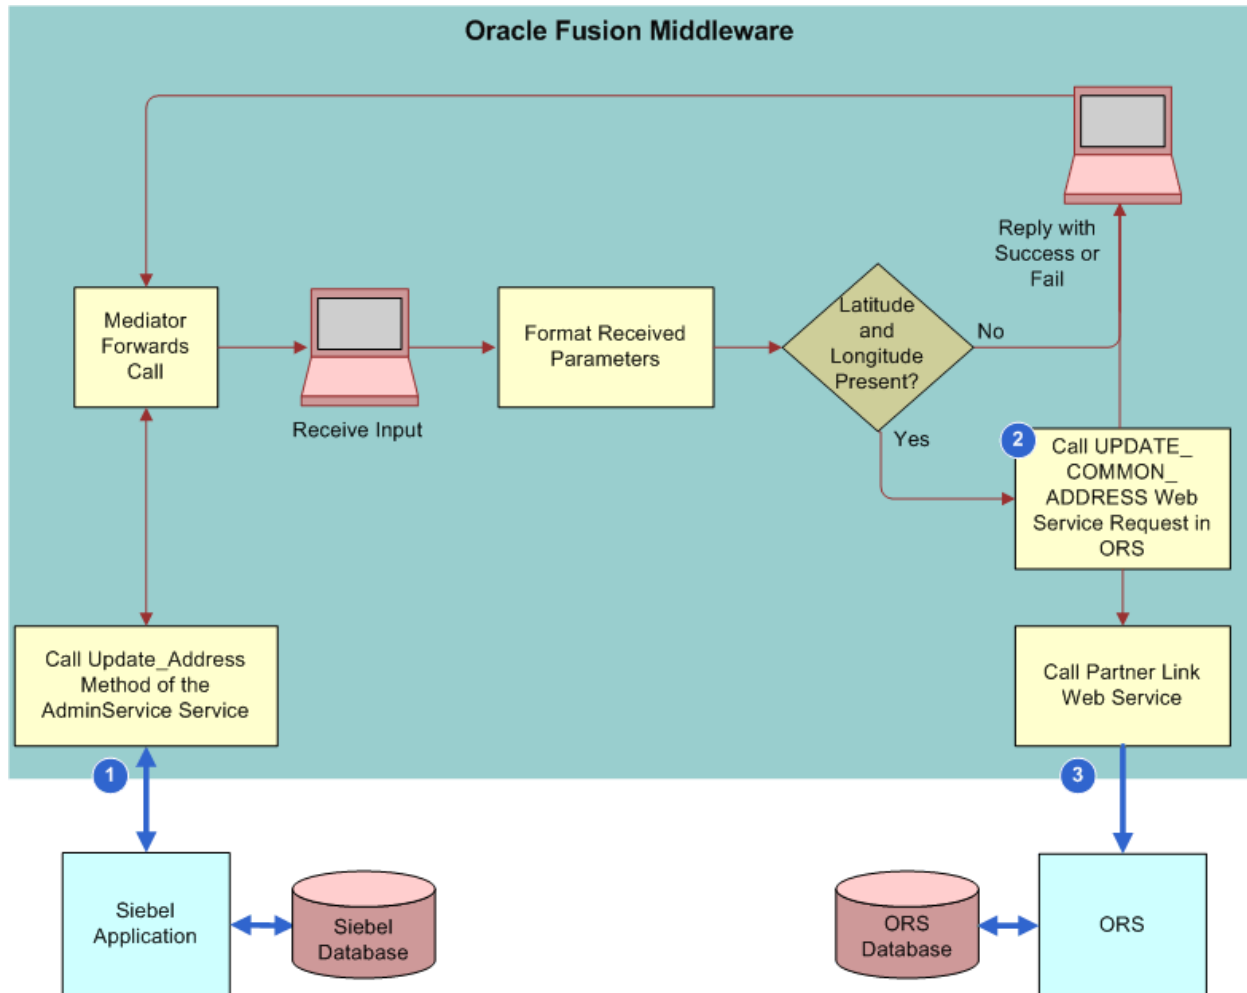 Oracle Fusion Middleware
Reply with
Success or
Fail
Mediator
Forwards
Call
Receive Input
Format Received
Parameters
Latitude
and
Longitude
Present?
No
Yes
2
Call UPDATE_
COMMON_
ADDRESS Web
Service Request in
ORS
Call Update_Address
Method of the
AdminService Service
Call Partner Link
Web Service
1
3
Siebel
Application
Siebel
Database
ORS
Database
ORS